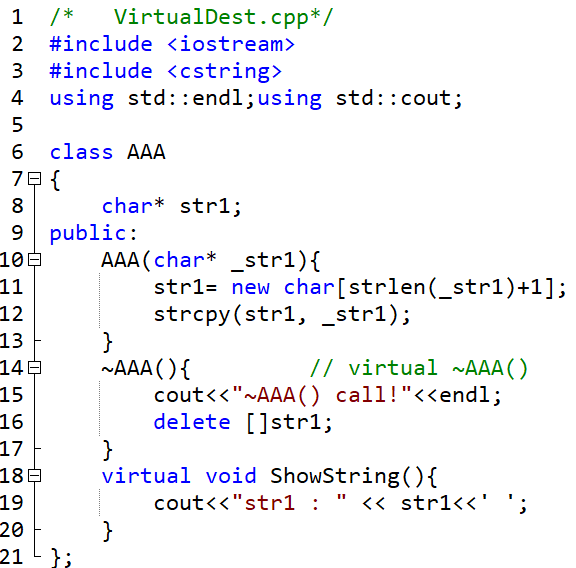 1 /*   VirtualDest.cpp*/
2 #include <iostream>
3 #include <cstring>
4 using std::endl;using std::cout;
5
6 class AAA
7 {
8     char* str1;
9 public:
10     AAA(char* _str1){
11         str1= new char[strlen(_str1)+1];
12         strcpy(str1, _str1);
13     }
14     ~AAA(){         // virtual ~AAA()
15         cout<<"~AAA() call!"<<endl;
16         delete []str1;
17     }
18     virtual void ShowString(){
19         cout<<"str1 : " << str1<<' ';
20     }
21 };